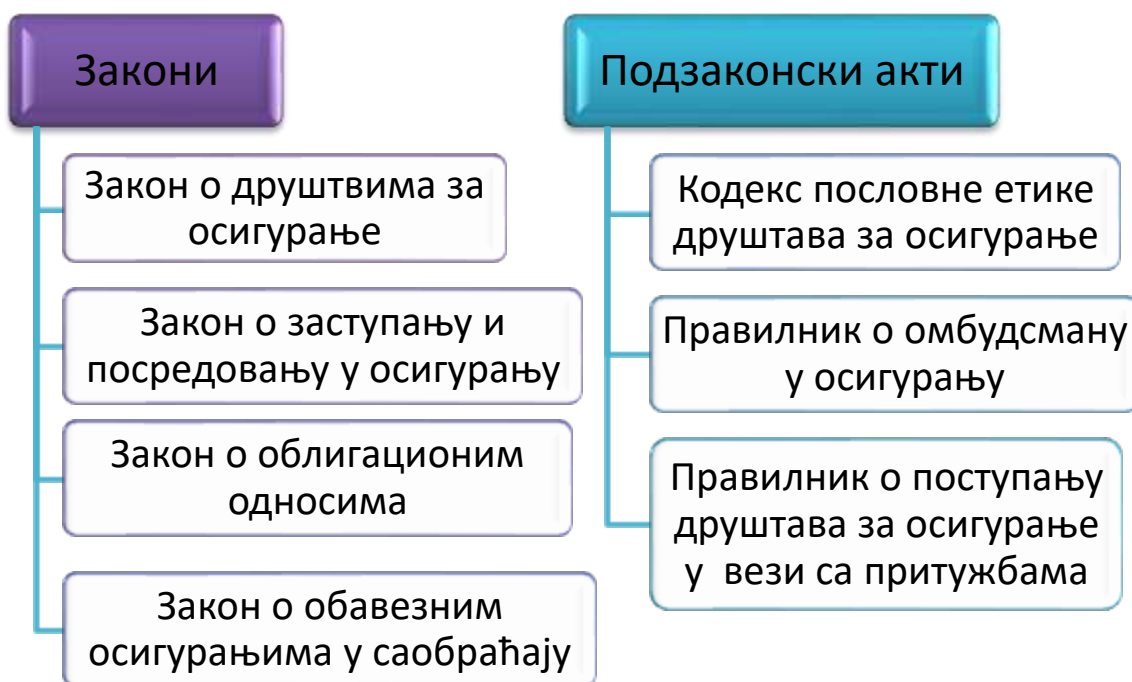 Закони
Закон о друштвима за
осигурање
Закон о заступању и
посредовању у осигурању
Закон о облигационим
односима
Закон о обавезним
осигурањима у саобраћају
Подзаконски акти
Кодекс пословне етике
друштава за осигурање
Правилник о омбудсману
у осигурању
Правилник о поступању
друштава за осигурање
у вези са притужбама